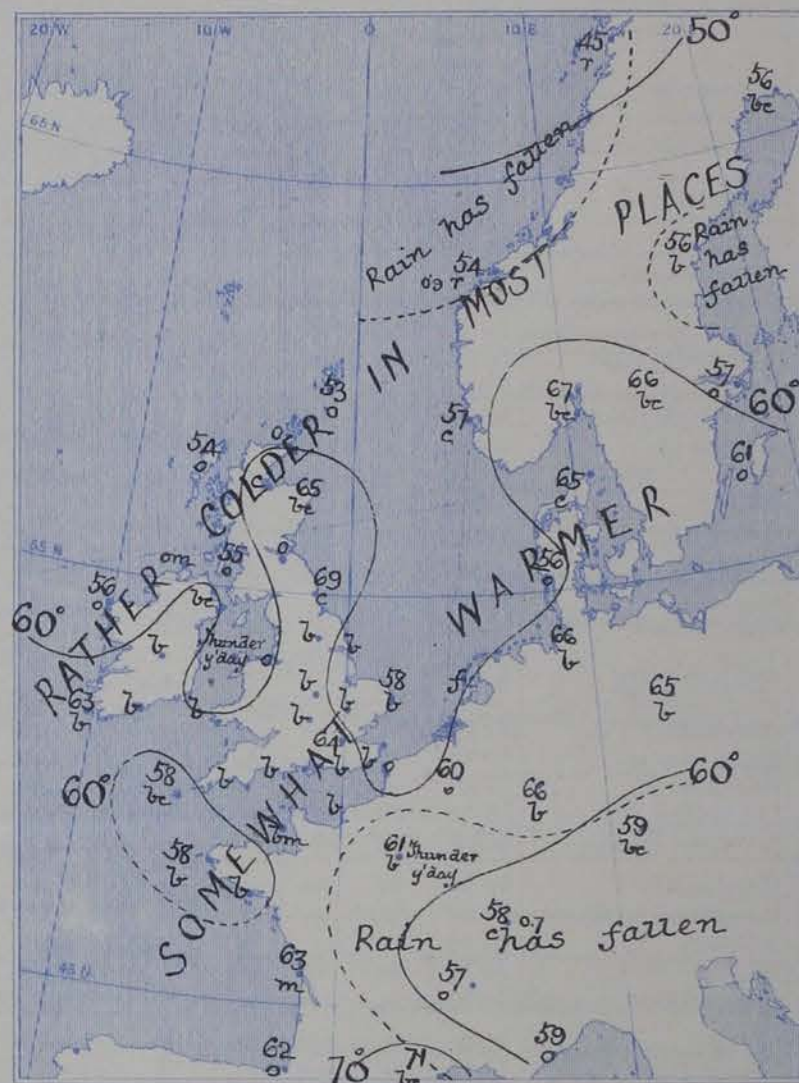 20°W 10°W 0 10°E 20° 50°
45
r
56
bc
65 N
Rain has fallen
PLACES
56 Rain
b has
fallen
0·3 54
r
MOST
IN
53
o
57
c
67
bc
66
bc
57
o
60°
61
o
54
o
o
COLDER
65
bc
65
c
WARMER
55 N
om
55
o
o
56
o
56
o
69
c
60°
RATHER
bc
b
Thunder
y'day
o
b
b
66
b
65
b
63
b
b
b
b
b
58
b
f
64
b
b
60°
58
bc
b
b
b
60
o
66
b
60°
59
bc
SOMEWHAT
bm
58
b
b
61
b
Thunder
y'day
58
c
0·7
Rain has fallen
45 N
63
m
57
o
62
o
70°
71
59
o